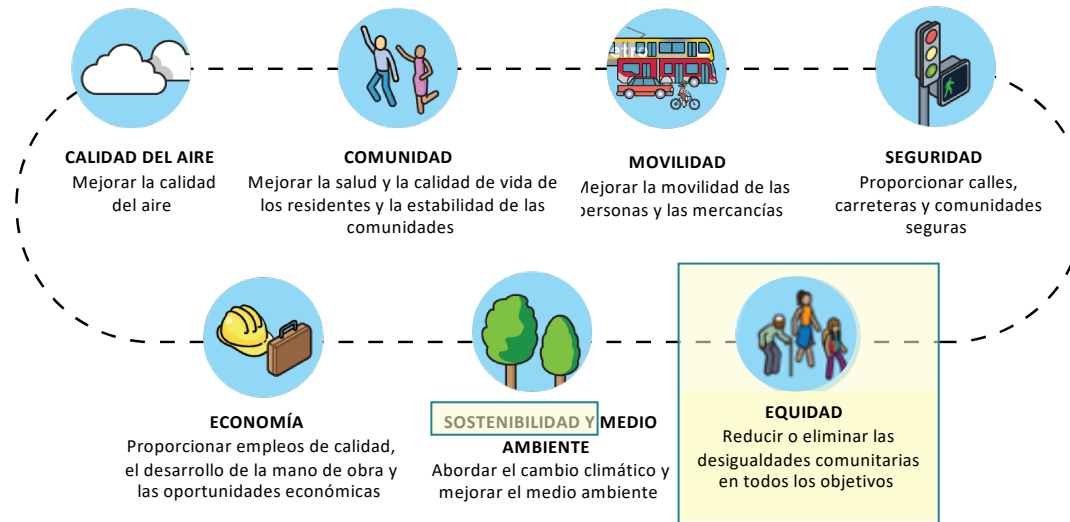 etro
CALIDAD DEL AIRE
Mejorar la calidad
del aire
COMUNIDAD
Mejorar la salud y la calidad de vida de
los residentes y la estabilidad de las
comunidades
MOVILIDAD
Mejorar la movilidad de las
personas y las mercancías
SEGURIDAD
Proporcionar calles,
carreteras y comunidades
seguras
ECONOMÍA
Proporcionar empleos de calidad,
el desarrollo de la mano de obra y
las oportunidades económicas
SOSTENIBILIDAD Y MEDIO
AMBIENTE
Abordar el cambio climático y
mejorar el medio ambiente
EQUIDAD
Reducir o eliminar las
desigualdades comunitarias
en todos los objetivos